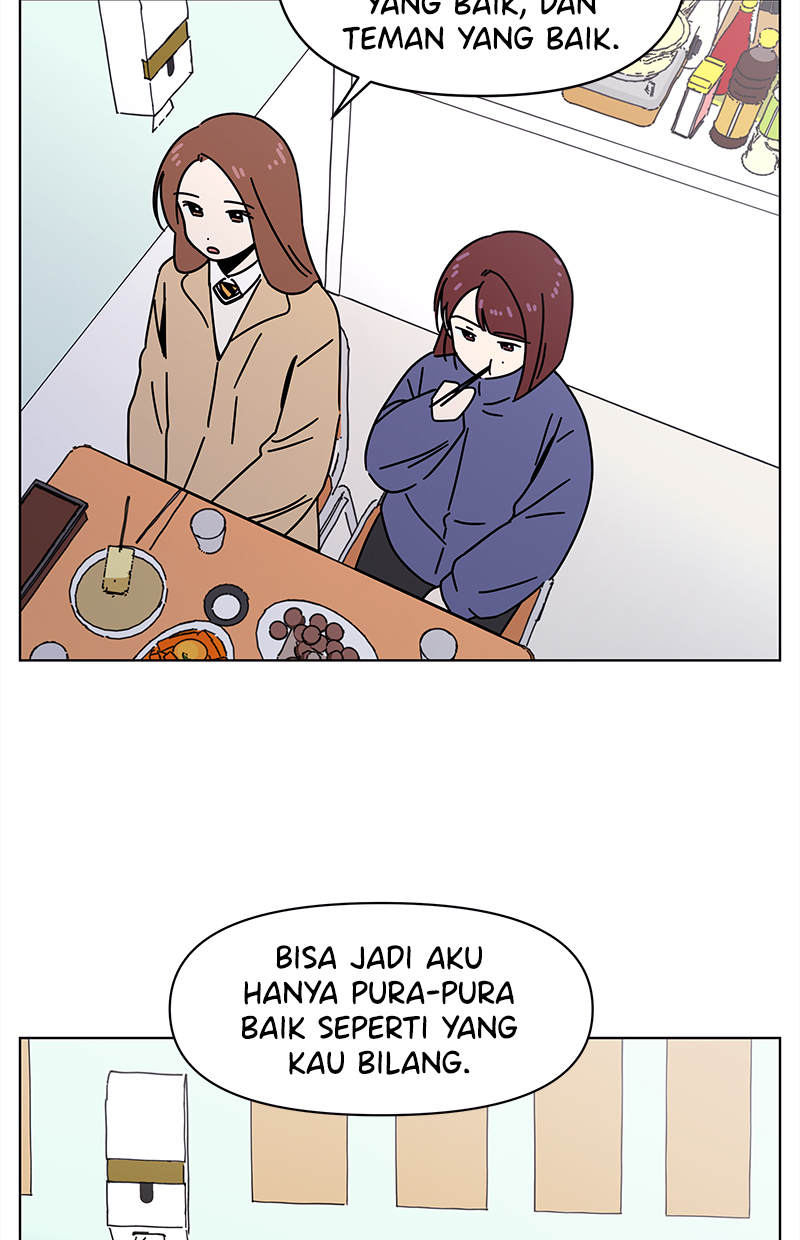 YANG BAIK, DAN
TEMAN YANG BAIK.
BISA JADI AKU
HANYA PURA-PURA
BAIK SEPERTI YANG
KAU BILANG.